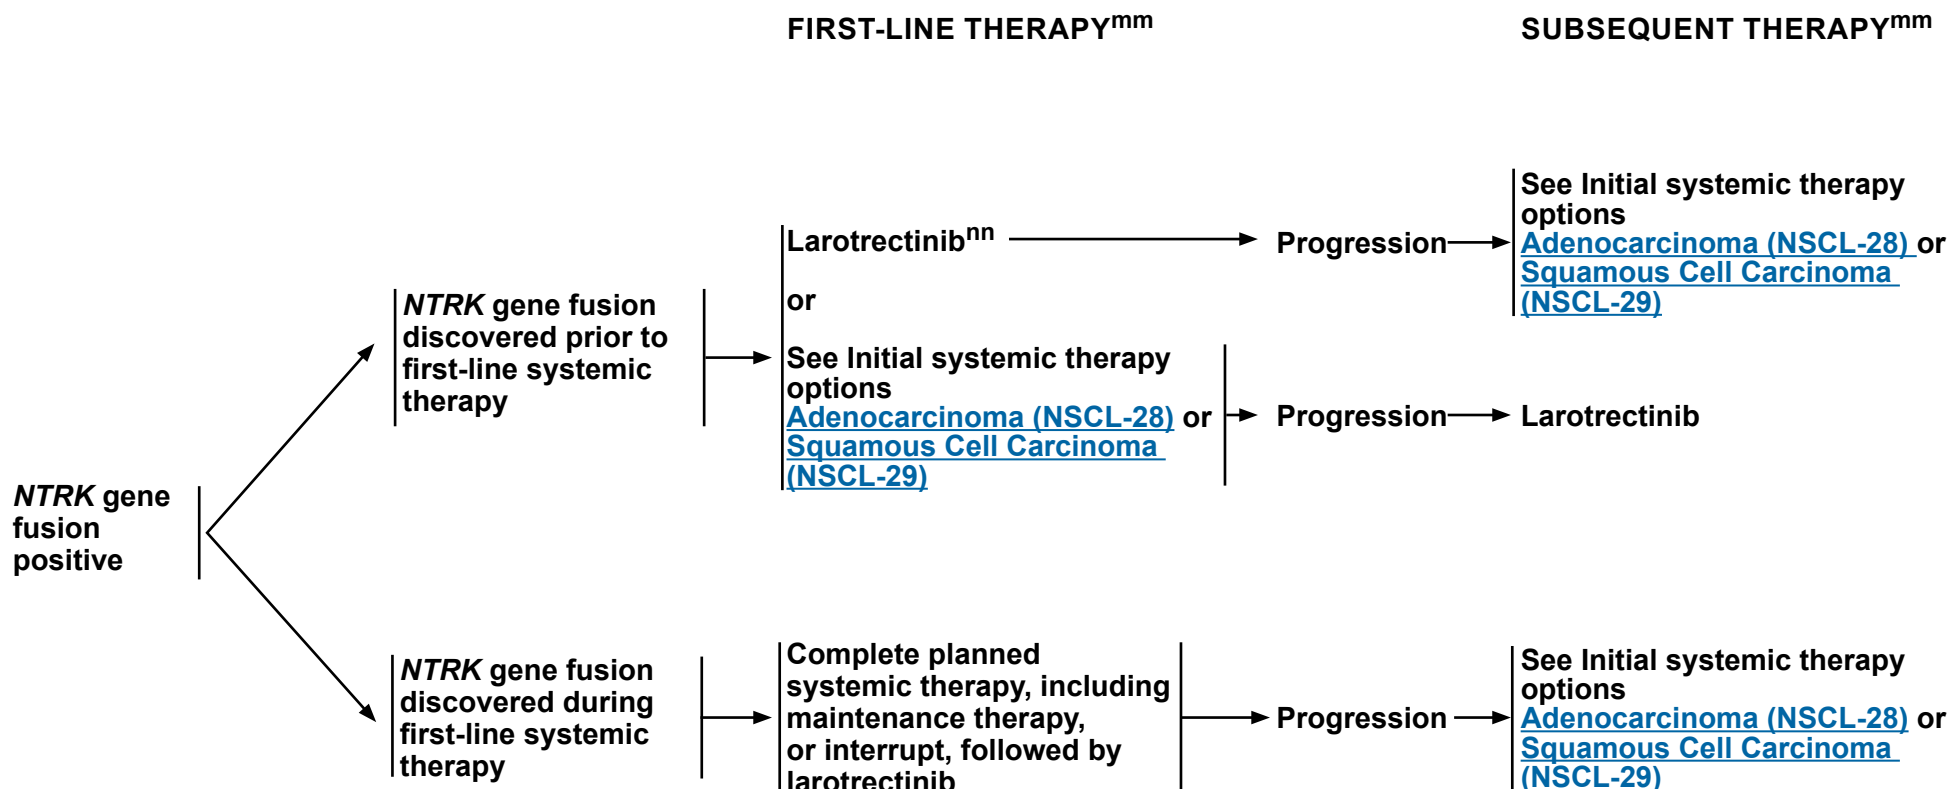 FIRST-LINE THERAPYmm
SUBSEQUENT THERAPYmm
NTRK gene
fusion
positive
NTRK gene fusion
discovered prior to
first-line systemic
therapy
Larotrectinibnn
or
See Initial systemic therapy
options
Adenocarcinoma (NSCL-28) or
Squamous Cell Carcinoma
(NSCL-29)
Progression
See Initial systemic therapy
options
Adenocarcinoma (NSCL-28) or
Squamous Cell Carcinoma
(NSCL-29)
Progression
Larotrectinib
NTRK gene fusion
discovered during
first-line systemic
therapy
Complete planned
systemic therapy, including
maintenance therapy,
or interrupt, followed by
larotrectinib
Progression
See Initial systemic therapy
options
Adenocarcinoma (NSCL-28) or
Squamous Cell Carcinoma
(NSCL-29)